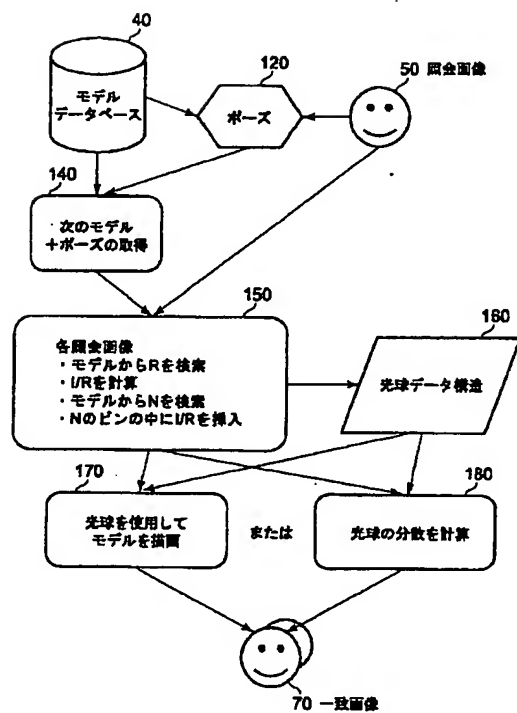 40
モデル
データベース
120
ポーズ
50 照会画像
140
次のモデル
+ポーズの取得
150
各照会画像
・モデルからRを検索
・I/Rを計算
・モデルからNを検索
・Nのビンの中にI/Rを挿入
160
光球データ構造
170
光球を使用して
モデルを描画
または
180
光球の分散を計算
70 一致画像